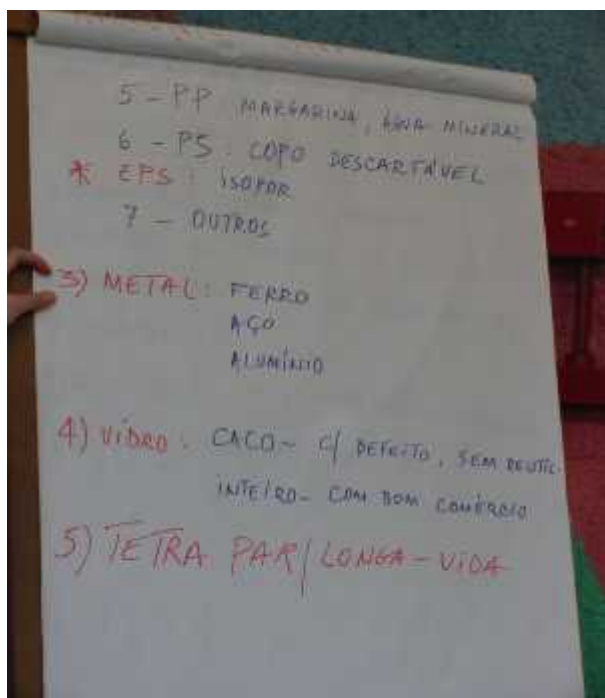 5 - PP MARGARINA, ÁGUA MINERAL
6 - PS: COPO DESCARTÁVEL
* EPS: ISOPOR
7 - OUTROS
3) METAL: FERRO
AÇO
ALUMÍNIO
4) VIDRO: CACO - C/ DEFEITO, SEM REUTIL.
INTEIRO - COM BOM COMÉRCIO
5) TETRA PAR/LONGA-VIDA